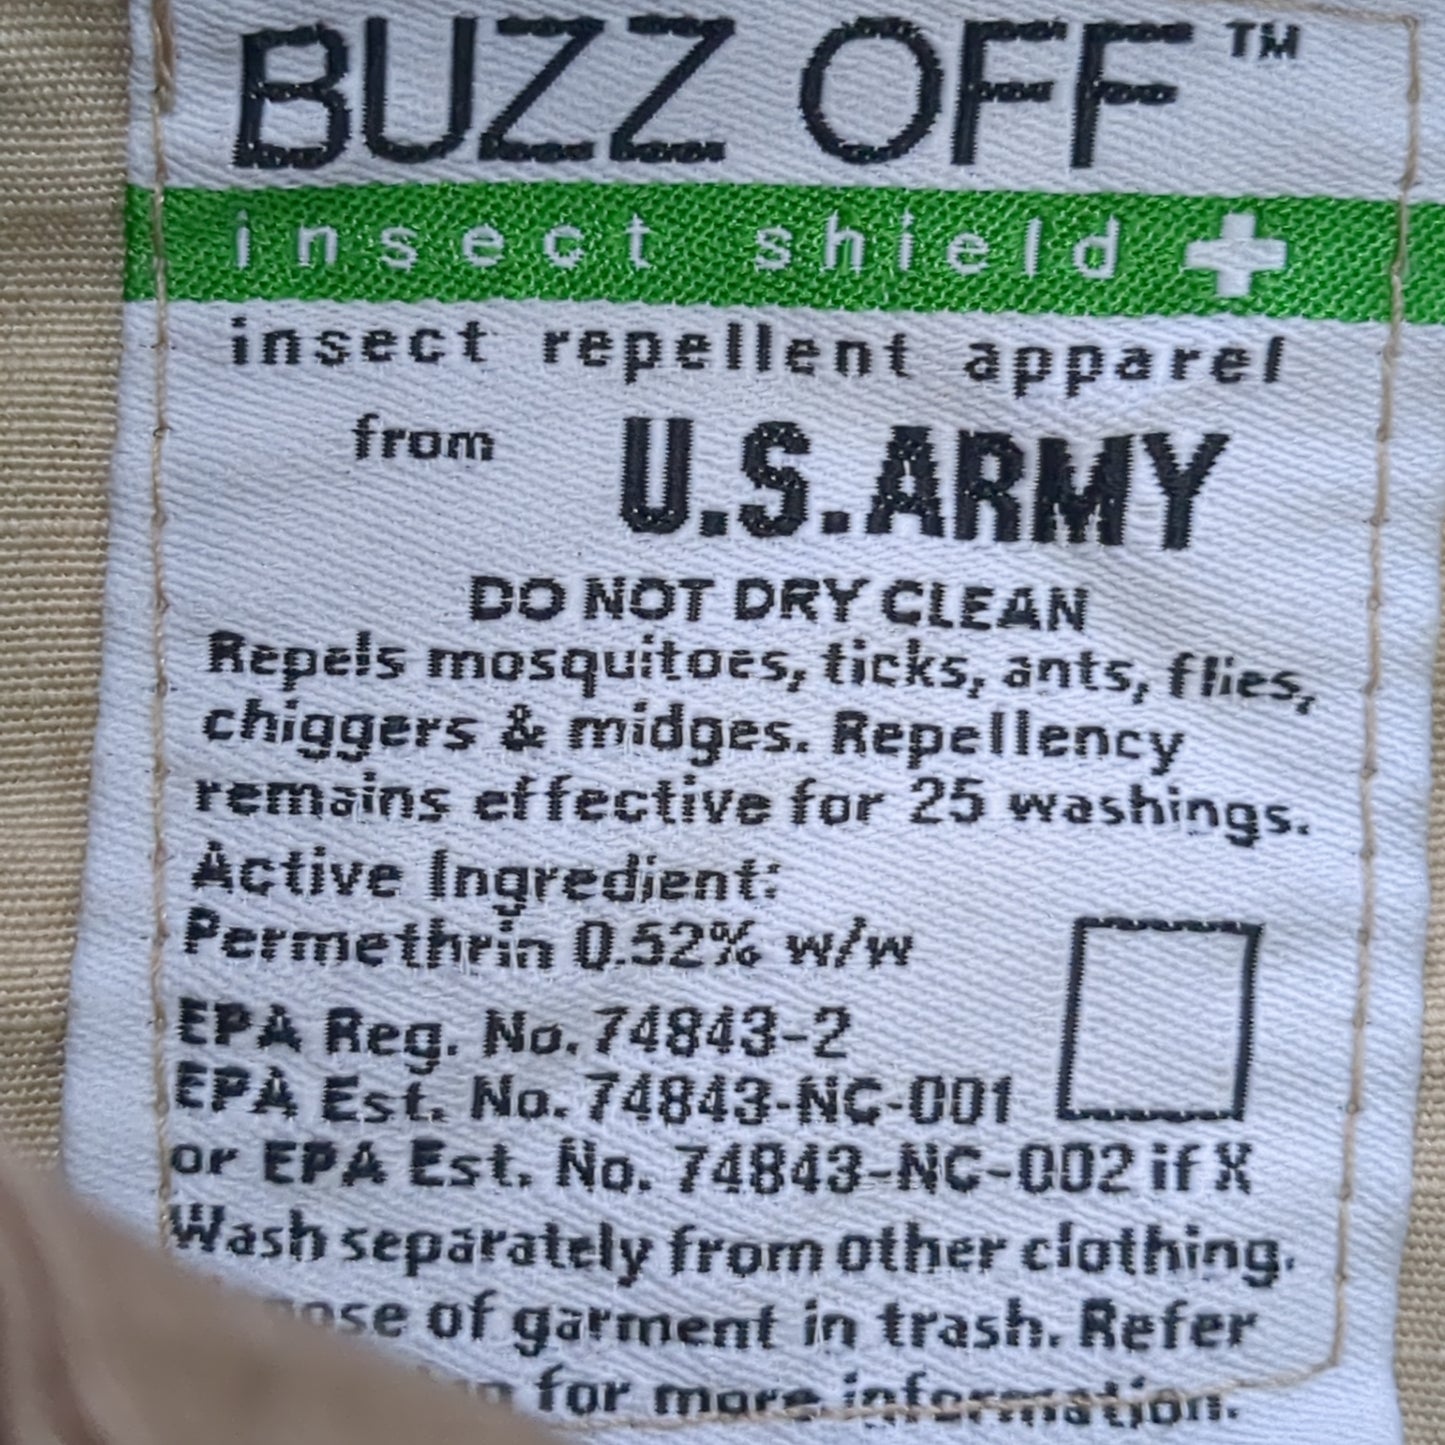 BUZZ OFF™
insect shield
insect repellent apparel
from U.S.ARMY
DO NOT DRY CLEAN
Repels mosquitoes, ticks, ants, flies,
chiggers & midges. Repellency
remains effective for 25 washings.
Active Ingredient:
Permethrin 0.52% w/w
EPA Reg. No. 74843-2
EPA Est. No. 74843-NC-001
or EPA Est. No. 74843-NC-002 if X
Wash separately from other clothing.
of garment in trash. Refer
for more information.